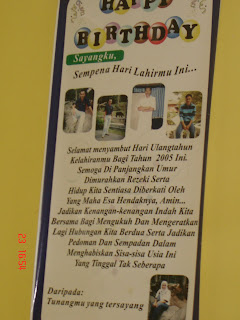 HAPPY
BIRTHDAY
Sayangku,
Sempena Hari Lahirmu Ini...
Selamat menyambut Hari Ulangtahun
Kelahiranmu Bagi Tahun 2005 Ini.
Semoga Di Panjangkan Umur
Dimurahkan Rezeki Serta
Hidup Kita Sentiasa Diberkati Oleh
Yang Maha Esa Hendaknya, Amin...
Jadikan Kenangan-kenangan Indah Kita
Bersama Bagi Mengukuh Dan Mengeratkan
Lagi Hubungan Kita Berdua Serta Jadikan
Pedoman Dan Sempadan Dalam
Menghabiskan Sisa-sisa Usia Ini
Yang Tinggal Tak Seberapa
Daripada:
Tunangmu yang tersayang